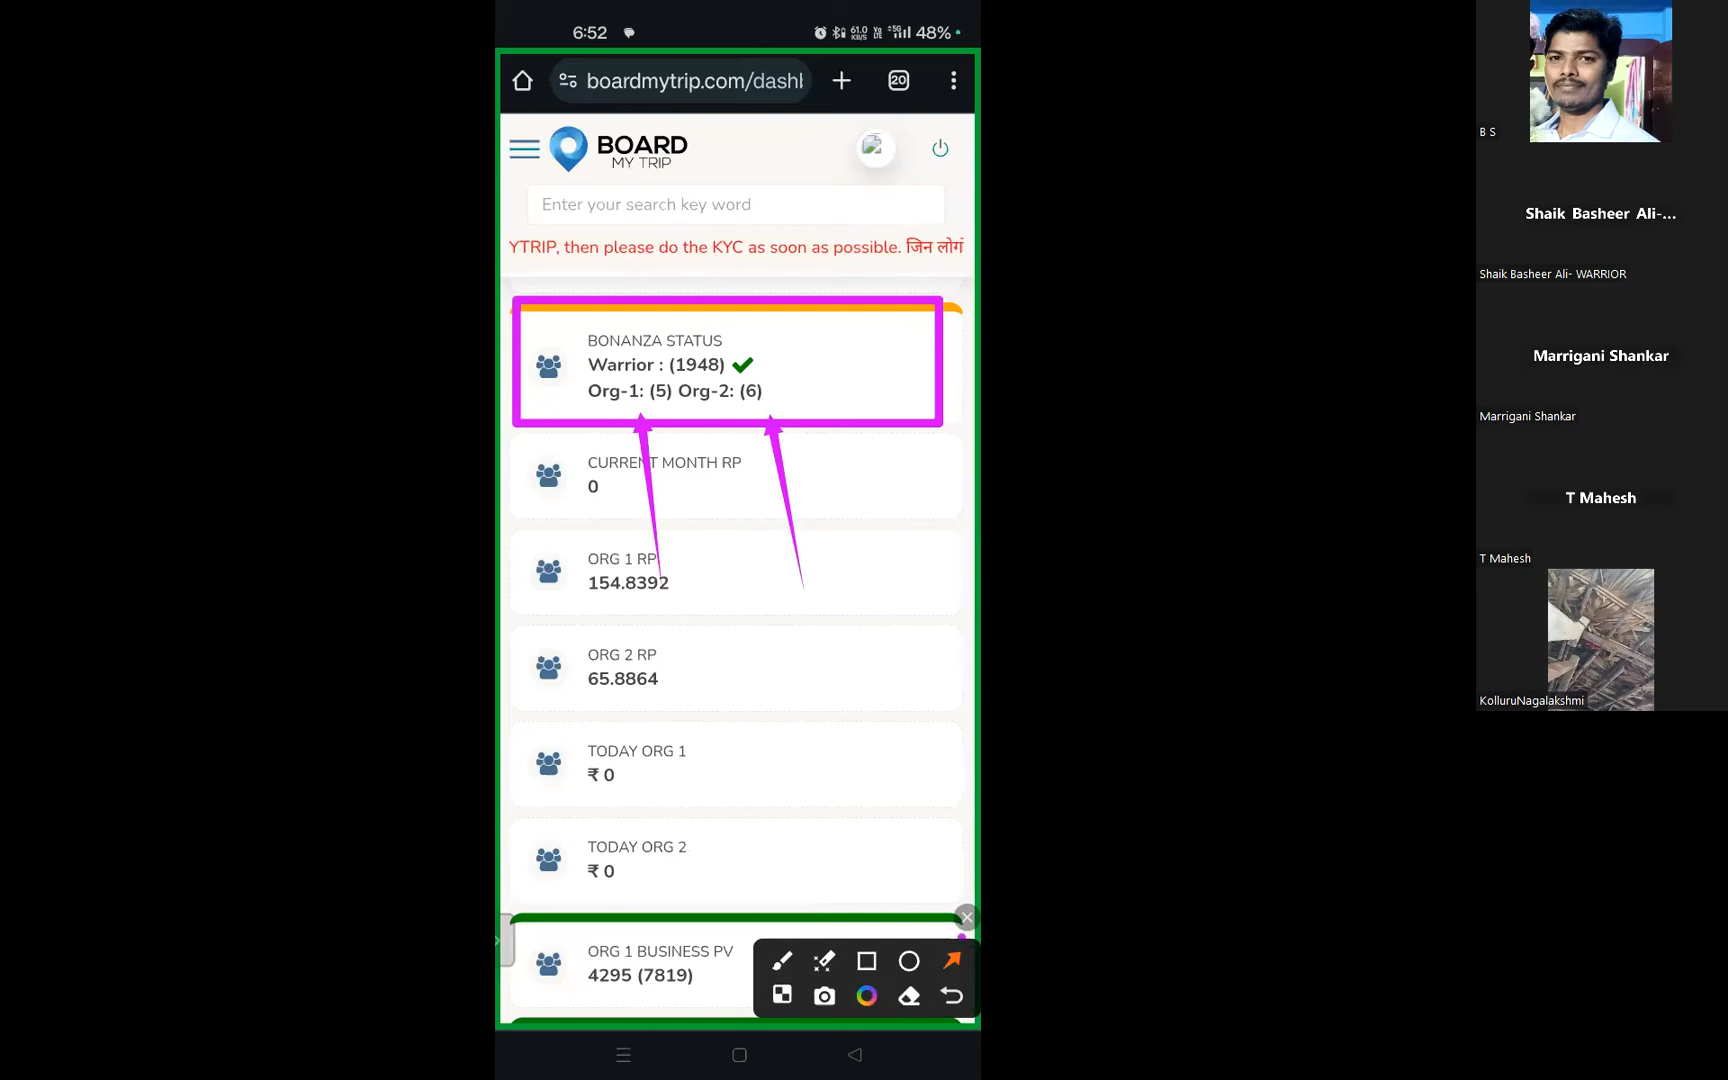 6:52
61.0
KB/S
48%
boardmytrip.com/dash
20
BOARD
MY TRIP
Enter your search key word
YTRIP, then please do the KYC as soon as possible. जिन लोगों
BONANZA STATUS
Warrior : (1948)
Org-1: (5) Org-2: (6)
CURRENT MONTH RP
0
ORG 1 RP
154.8392
ORG 2 RP
65.8864
TODAY ORG 1
₹ 0
TODAY ORG 2
₹ 0
ORG 1 BUSINESS PV
4295 (7819)
B S
Shaik Basheer Ali-...
Shaik Basheer Ali- WARRIOR
Marrigani Shankar
Marrigani Shankar
T Mahesh
T Mahesh
KolluruNagalakshmi